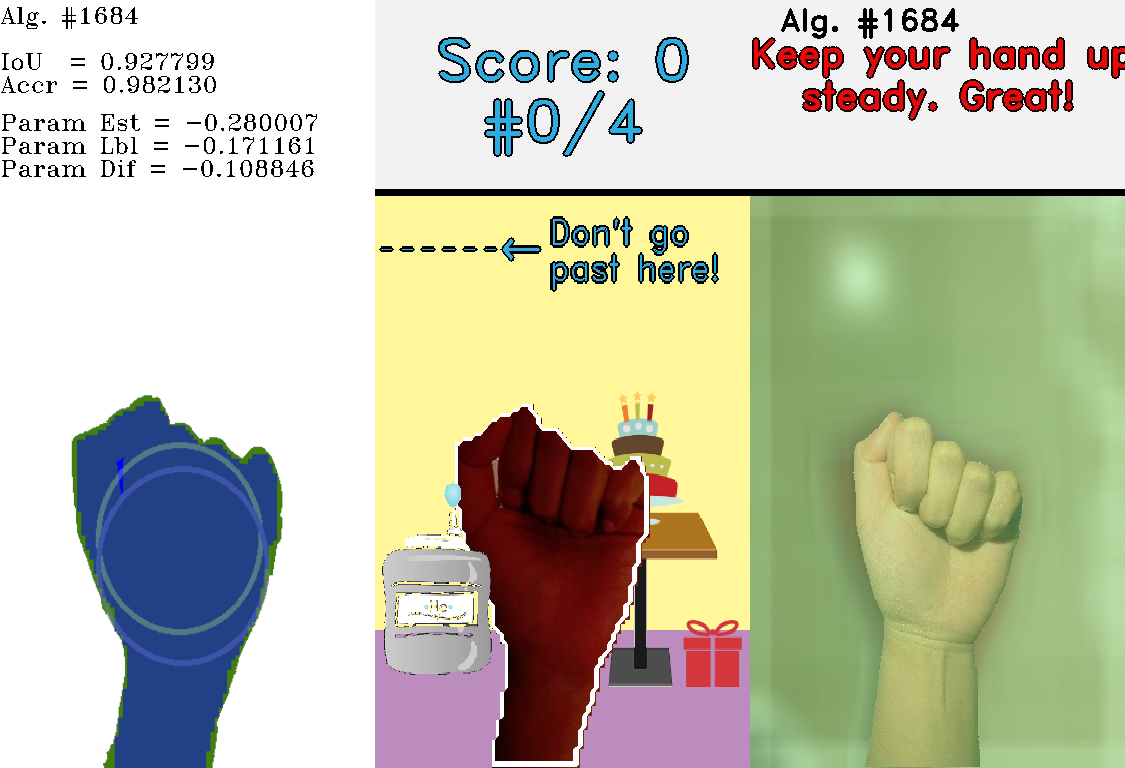 Alg. #1684
IoU = 0.927799
Accr = 0.982130
Param Est = −0.280007
Param Lbl = −0.171161
Param Dif = −0.108846
Score: 0
#0/4
Don't go
past here!
Alg. #1684
Keep your hand up
steady. Great!